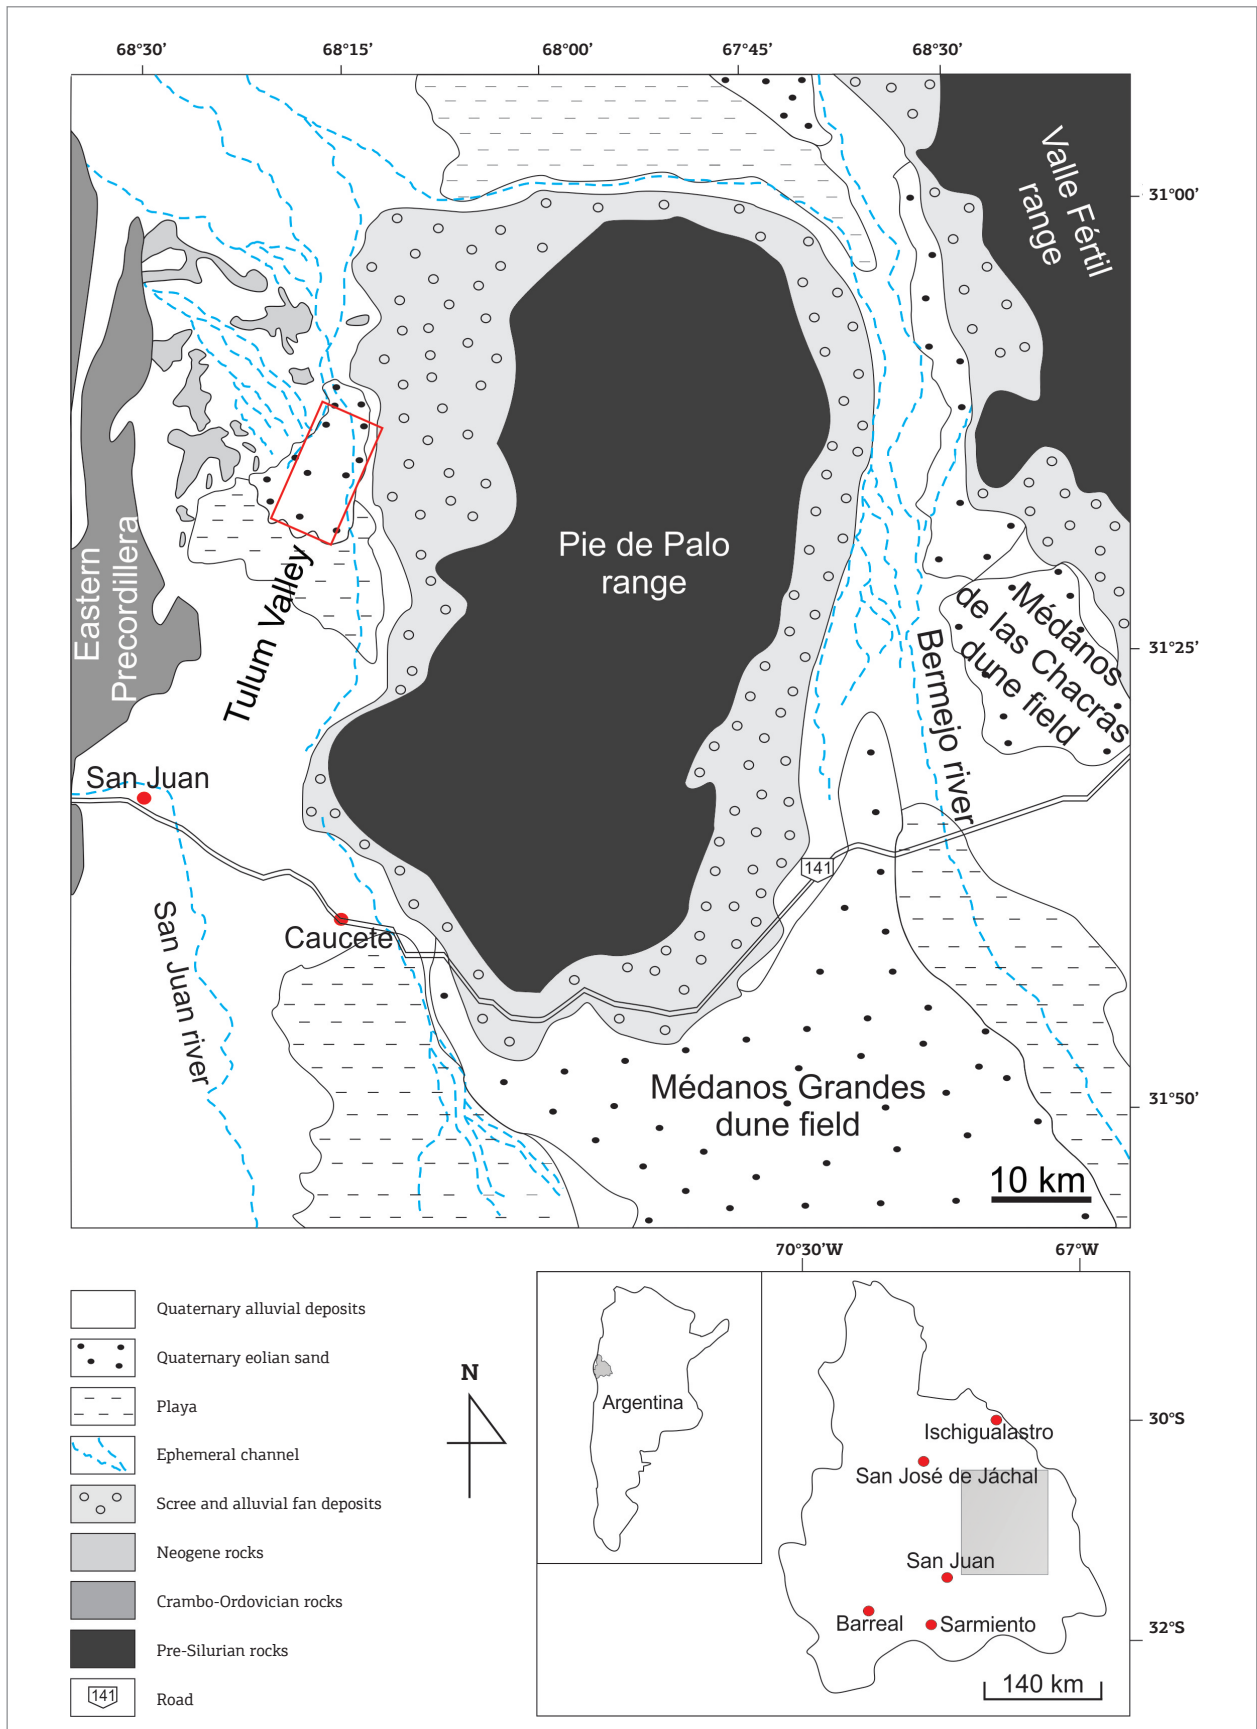 68°30'
68°15'
68°00'
67°45'
68°30'
31°00'
31°25'
31°50'
Valle Fértil
range
Pie de Palo
range
Eastern
Precordillera
Tulum Valley
Médanos
de las Chacras
dune field
Bermejo river
San Juan
141
Caucete
San Juan river
Médanos Grandes
dune field
10 km
Quaternary alluvial deposits
Quaternary eolian sand
Playa
Ephemeral channel
Scree and alluvial fan deposits
Neogene rocks
Crambo-Ordovician rocks
Pre-Silurian rocks
141
Road
N
Argentina
70°30'W
67°W
30°S
32°S
Ischigualastro
San José de Jáchal
San Juan
Barreal
Sarmiento
140 km